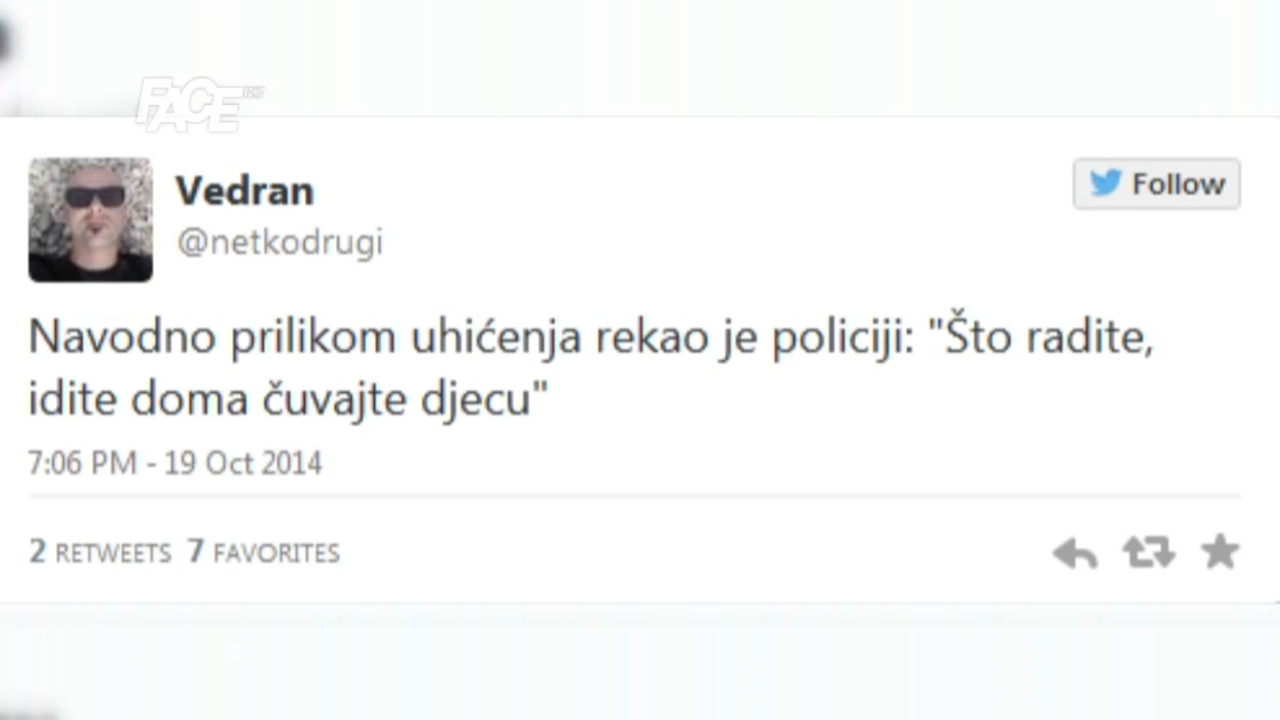 FACE
Vedran
Follow
@netkodrugi
Navodno prilikom uhićenja rekao je policiji: "Što radite,
idite doma čuvajte djecu"
7:06 PM - 19 Oct 2014
2 RETWEETS 7 FAVORITES